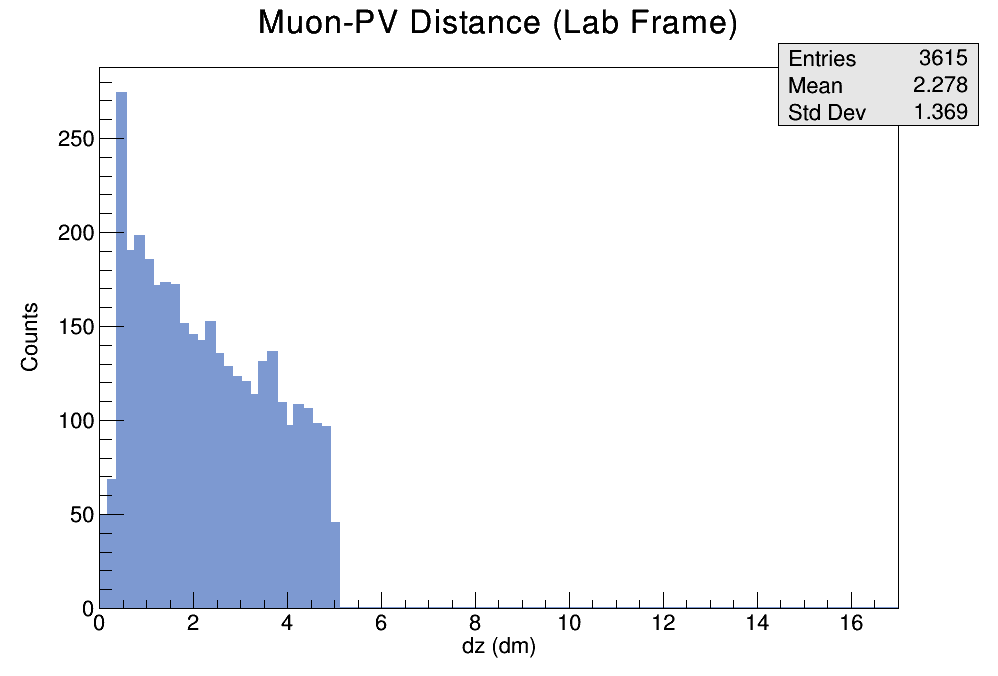 Muon-PV Distance (Lab Frame)
Entries 3615
Mean 2.278
Std Dev 1.369
Counts
250
200
150
100
50
0
0 2 4 6 8 10 12 14 16
dz (dm)